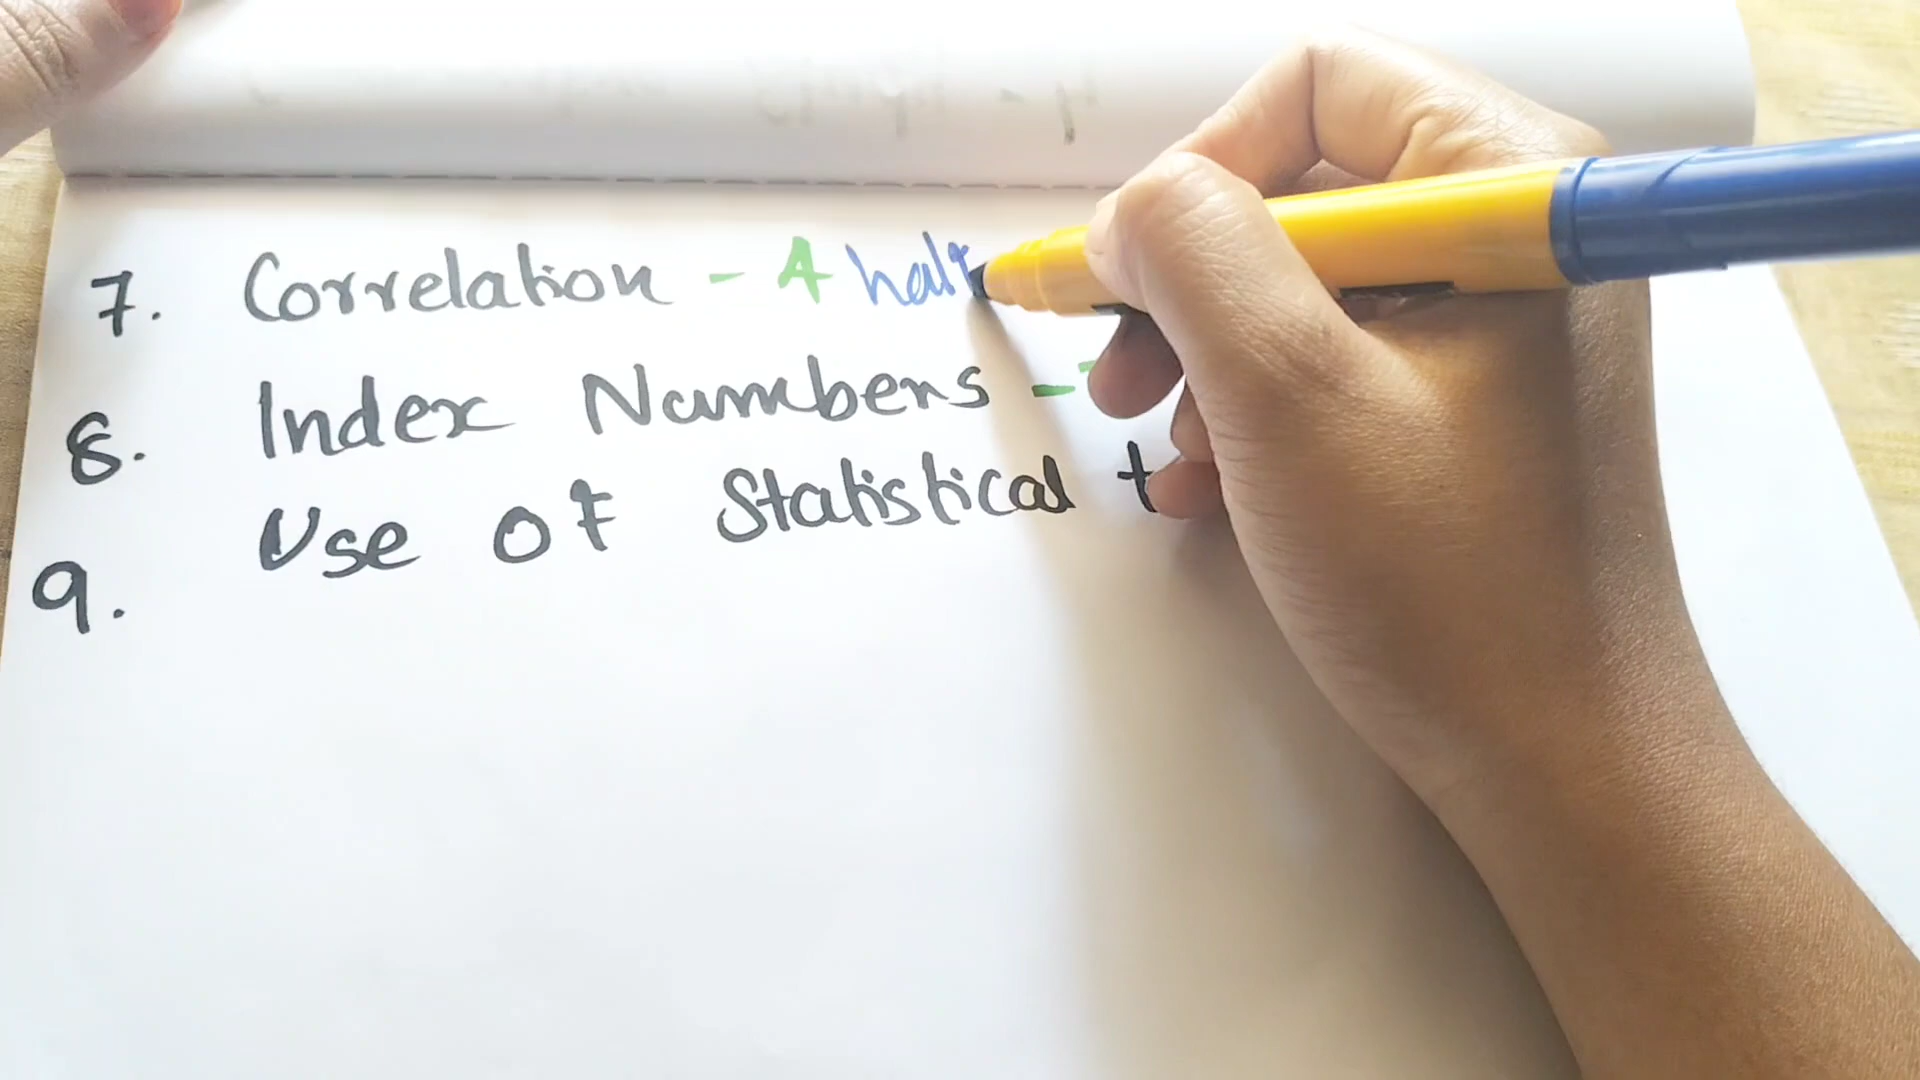 7. Correlation - 4 half
8. Index Numbers -
9. Use of Statistical